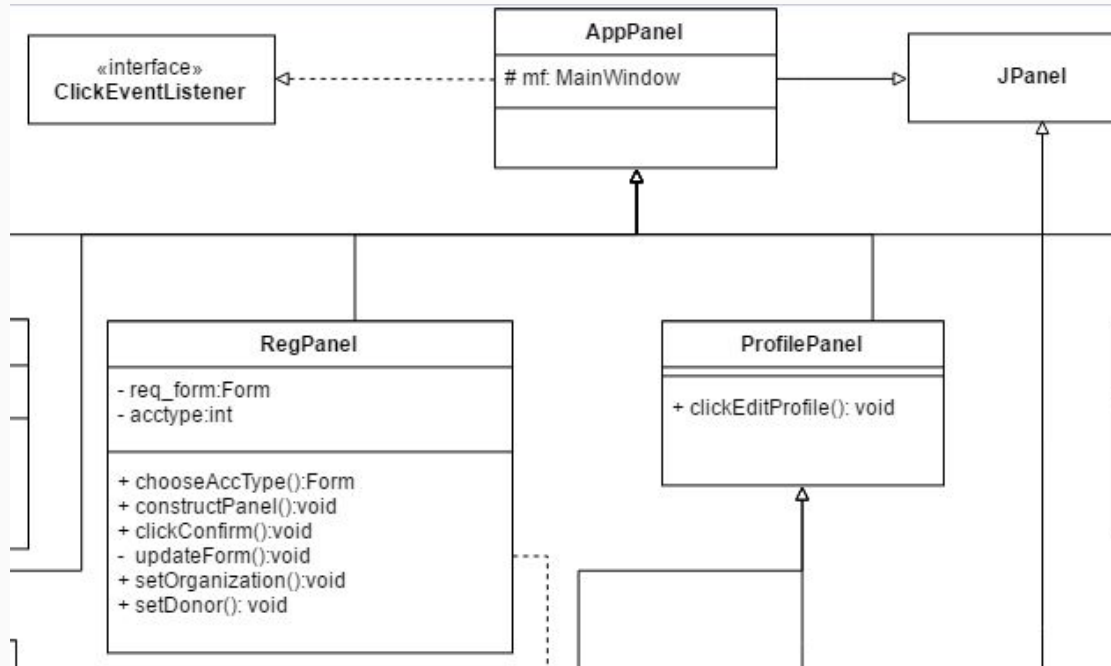 AppPanel
# mf: MainWindow
«interface»
ClickEventListener
JPanel
RegPanel
- req_form:Form
- acctype:int
+ chooseAccType():Form
+ constructPanel():void
+ clickConfirm():void
- updateForm():void
+ setOrganization():void
+ setDonor(): void
ProfilePanel
+ clickEditProfile(): void